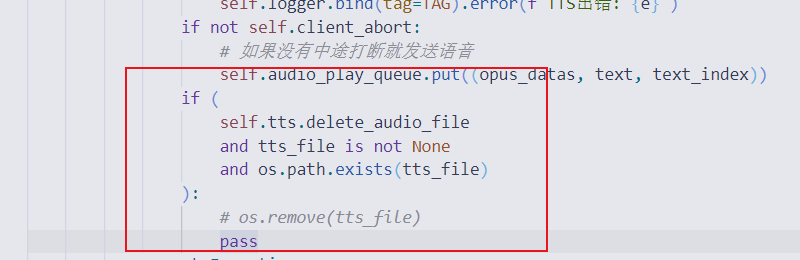 self.logger.bind(tag=TAG).error(f"TTS出错: {e}")
if not self.client_abort:
# 如果没有中途打断就发送语音
self.audio_play_queue.put((opus_datas, text, text_index))
if (
self.tts.delete_audio_file
and tts_file is not None
and os.path.exists(tts_file)
):
# os.remove(tts_file)
pass